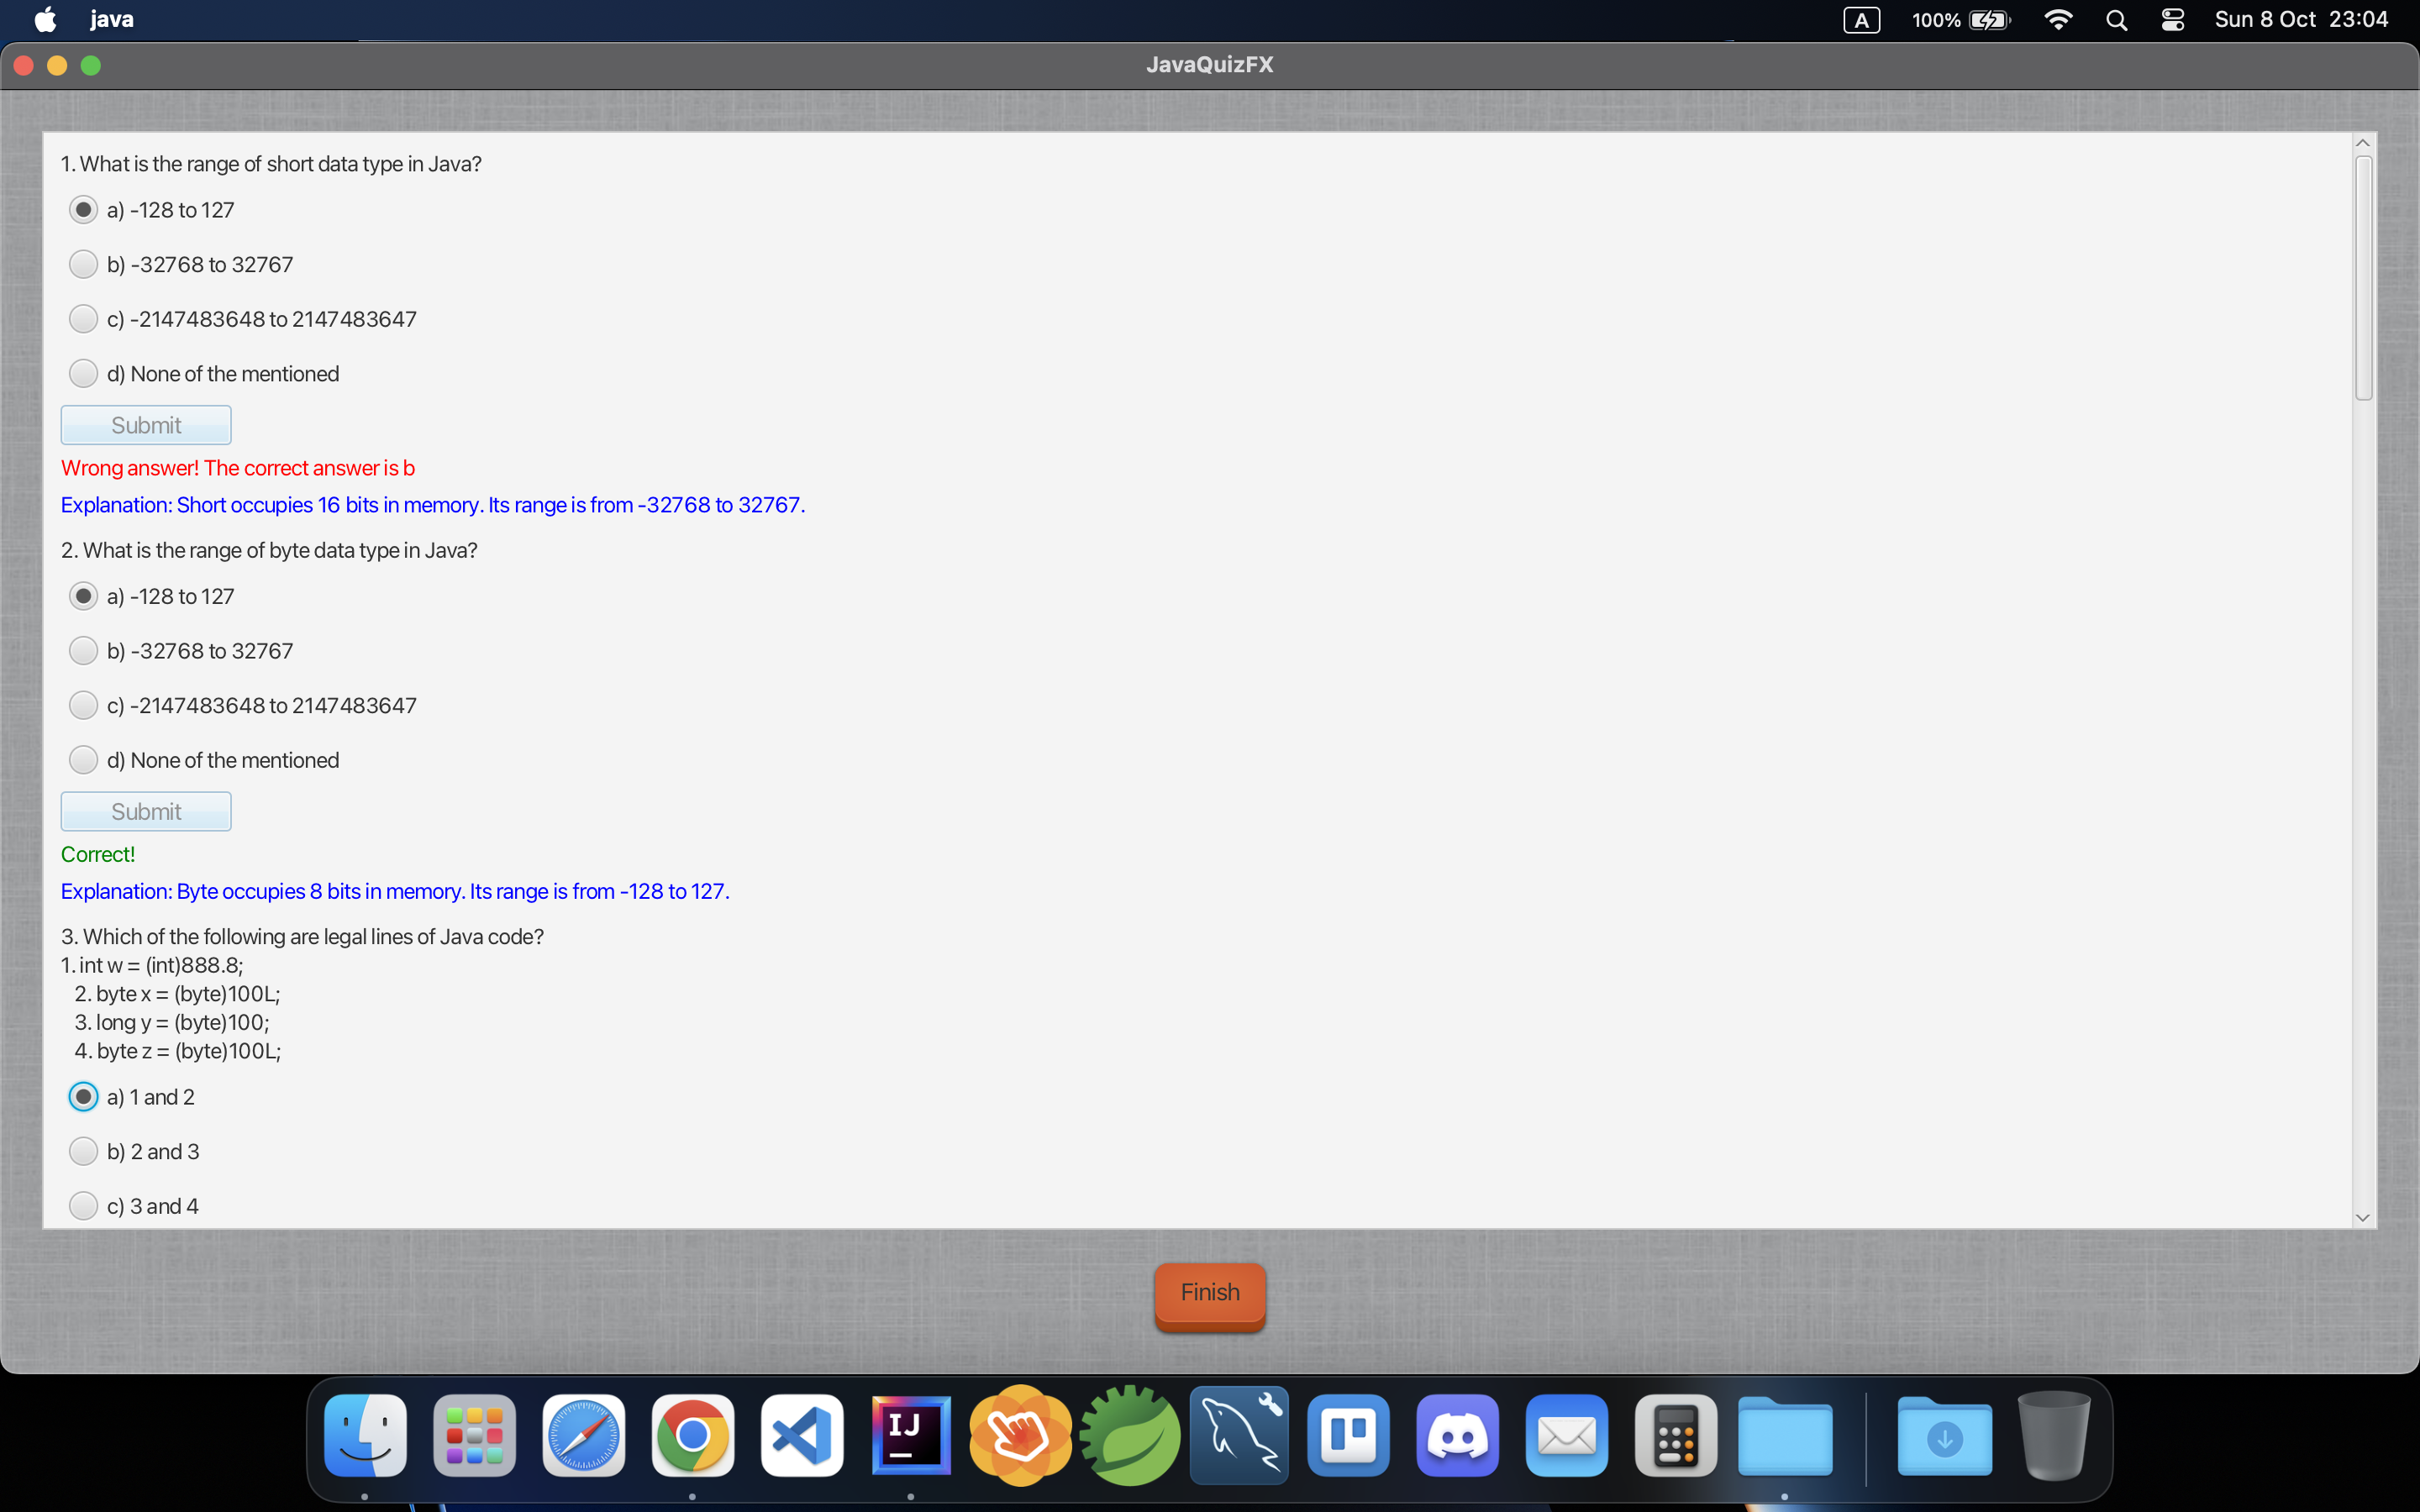 java
A
100%
Sun 8 Oct 23:04
JavaQuizFX
1. What is the range of short data type in Java?
a) -128 to 127
b) -32768 to 32767
c) -2147483648 to 2147483647
d) None of the mentioned
Submit
Wrong answer! The correct answer is b
Explanation: Short occupies 16 bits in memory. Its range is from -32768 to 32767.
2. What is the range of byte data type in Java?
a) -128 to 127
b) -32768 to 32767
c) -2147483648 to 2147483647
d) None of the mentioned
Submit
Correct!
Explanation: Byte occupies 8 bits in memory. Its range is from -128 to 127.
3. Which of the following are legal lines of Java code?
1. int w = (int)888.8;
2. byte x = (byte)100L;
3. long y = (byte)100;
4. byte z = (byte)100L;
a) 1 and 2
b) 2 and 3
c) 3 and 4
Finish
IJ